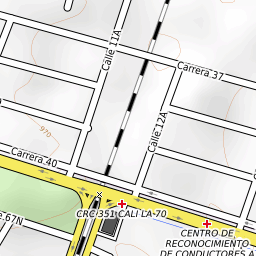 Calle 11A
Carrera 37
Calle 12A
970
Carrera 40
CRC 351 CALI LA-70
CENTRO DE
RECONOCIMIENTO
DE CONDUCTORES A
e 67N